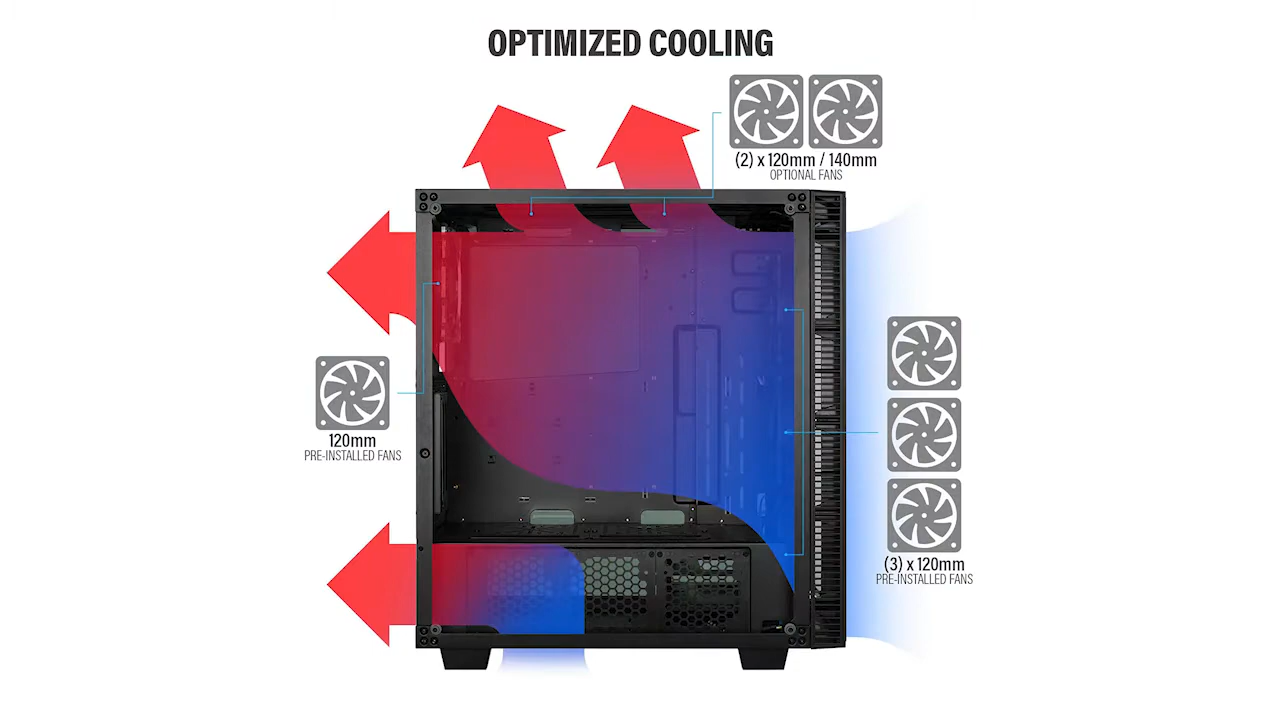 OPTIMIZED COOLING
(2) x 120mm / 140mm
OPTIONAL FANS
120mm
PRE-INSTALLED FANS
(3) x 120mm
PRE-INSTALLED FANS